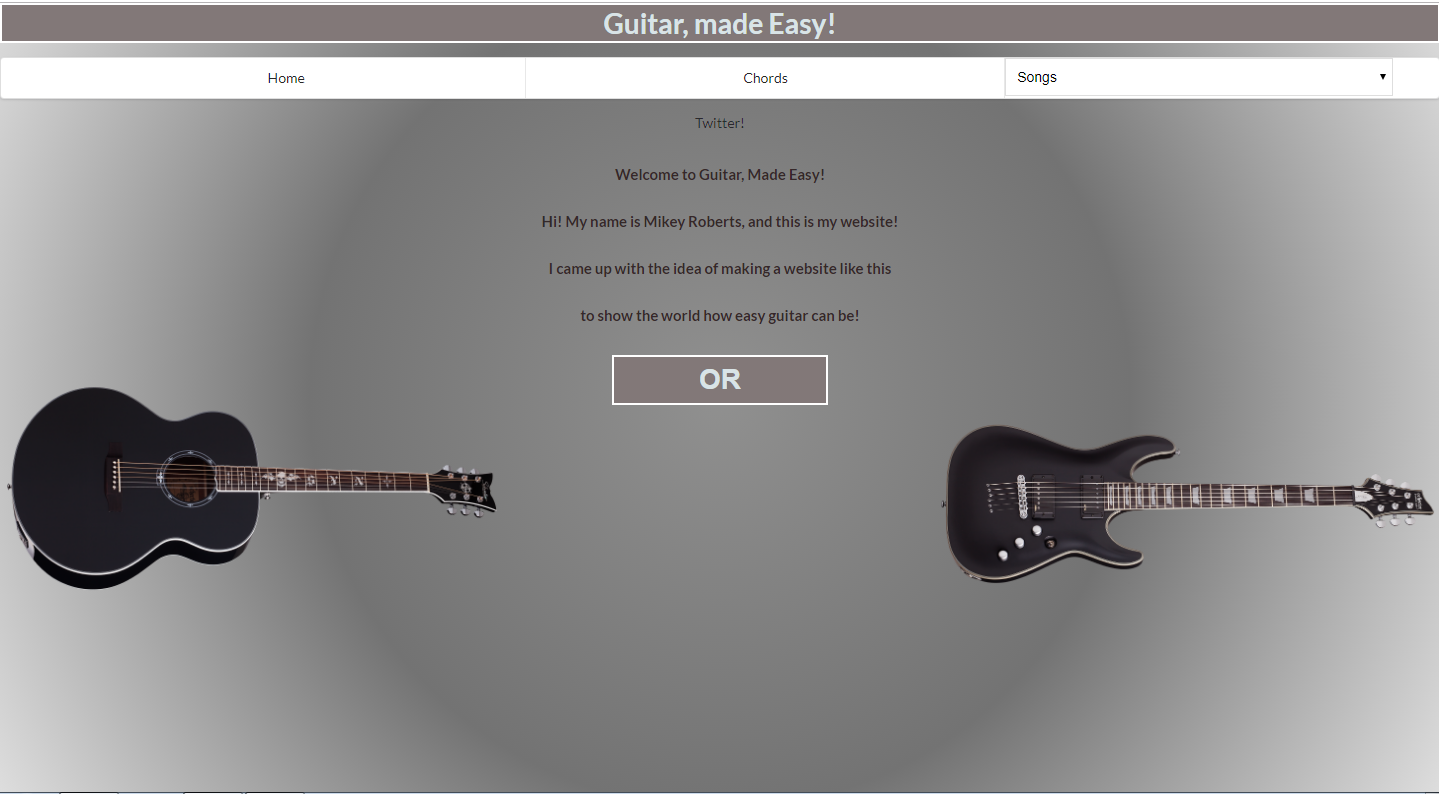 Guitar, made Easy!
Home
Chords
Songs
Twitter!
Welcome to Guitar, Made Easy!
Hi! My name is Mikey Roberts, and this is my website!
I came up with the idea of making a website like this
to show the world how easy guitar can be!
OR
SYN